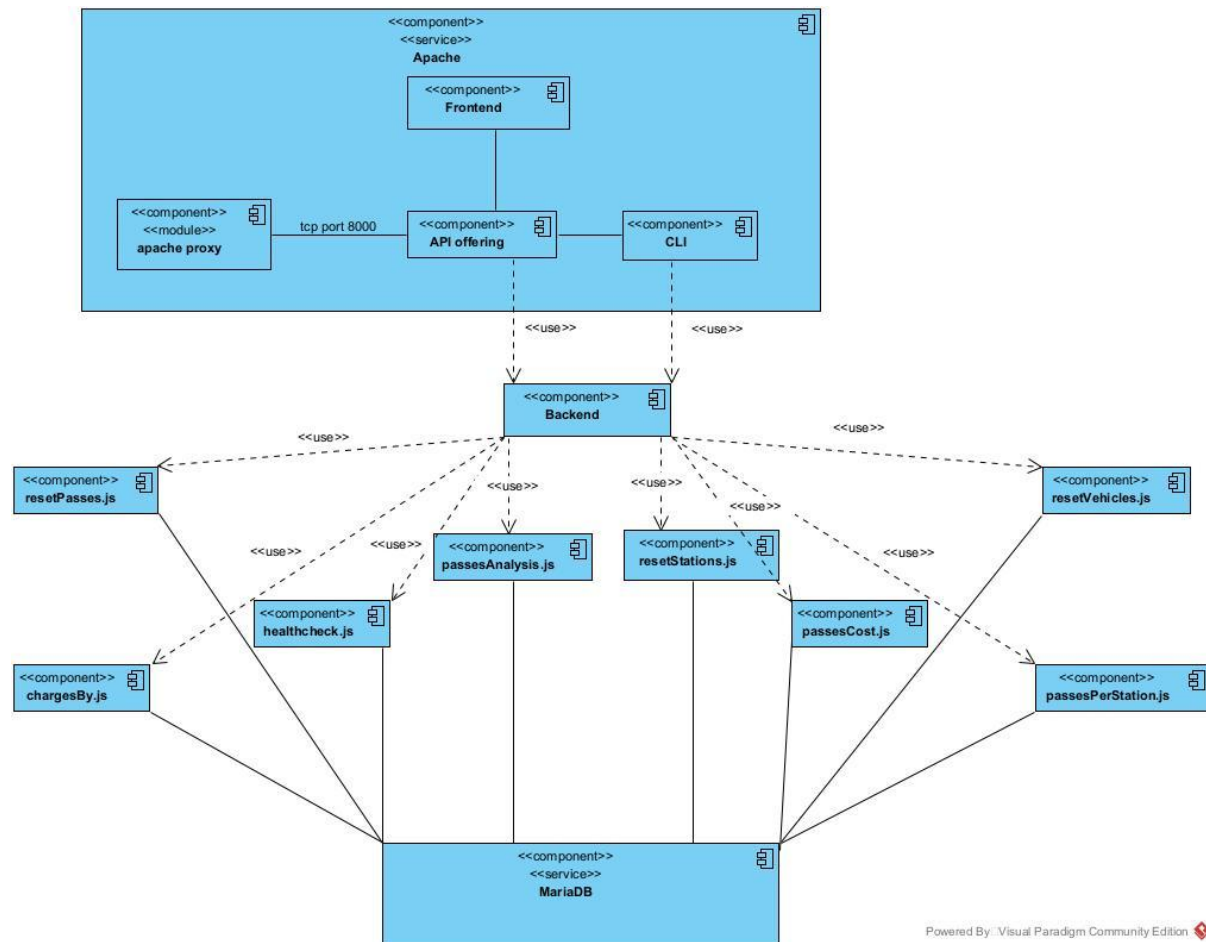 <<component>>
<<service>>
Apache
<<component>>
Frontend
<<component>>
<<module>>
apache proxy
tcp port 8000
<<component>>
API offering
<<component>>
CLI
<<use>>
<<use>>
<<component>>
Backend
<<use>>
<<use>>
<<component>>
resetPasses.js
<<component>>
resetVehicles.js
<<use>>
<<use>>
<<use>>
<<use>>
<<use>>
<<use>>
<<component>>
passesAnalysis.js
<<component>>
resetStations.js
<<component>>
healthcheck.js
<<component>>
passesCost.js
<<component>>
chargesBy.js
<<component>>
passesPerStation.js
<<component>>
<<service>>
MariaDB
Powered By Visual Paradigm Community Edition